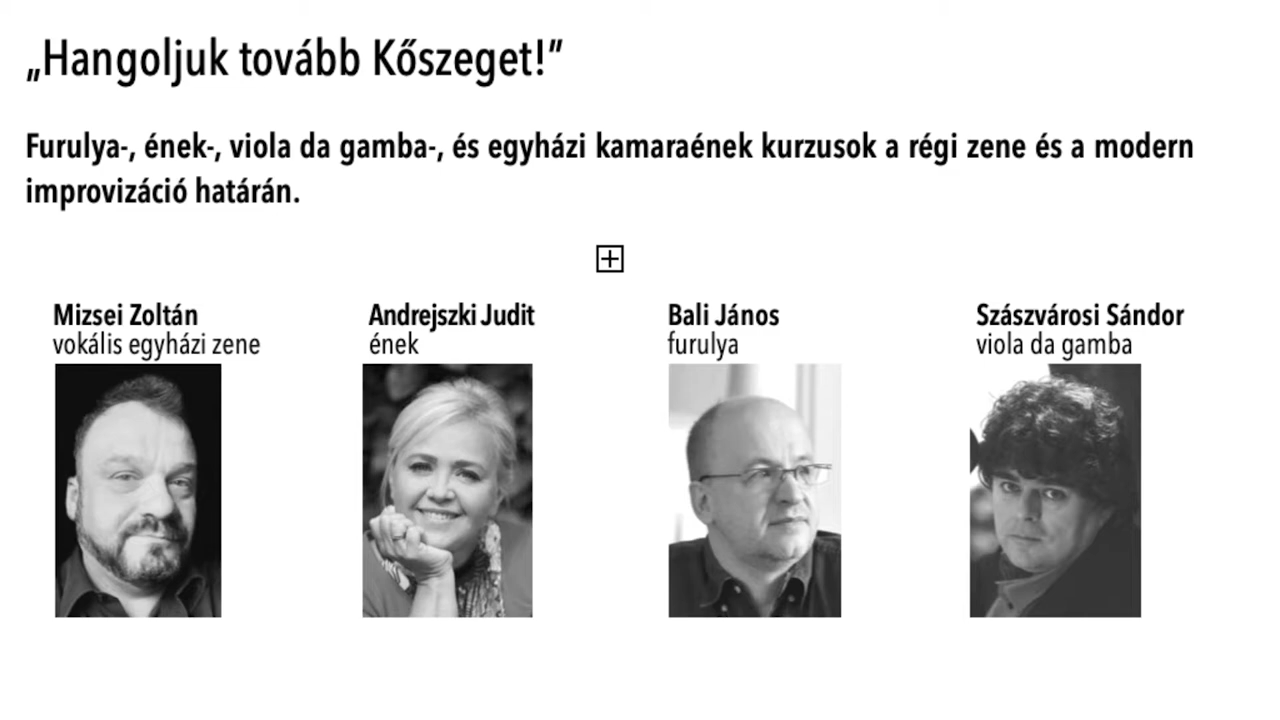 „Hangoljuk tovább Kőszeget!”
Furulya-, ének-, viola da gamba-, és egyházi kamaraének kurzusok a régi zene és a modern
improvizáció határán.
Mizsei Zoltán
vokális egyházi zene
Andrejszki Judit
ének
Bali János
furulya
Szászvárosi Sándor
viola da gamba